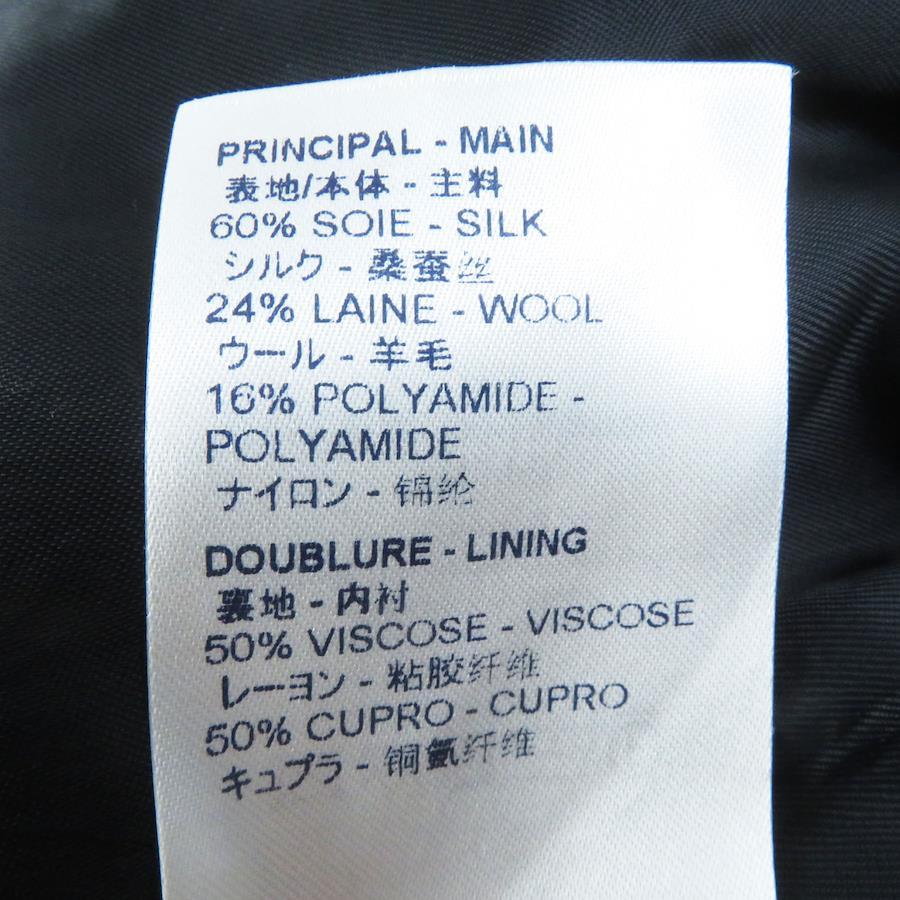 PRINCIPAL - MAIN
表地/本体 - 主料
60% SOIE - SILK
シルク - 桑蚕丝
24% LAINE - WOOL
ウール - 羊毛
16% POLYAMIDE -
POLYAMIDE
ナイロン - 锦纶
DOUBLURE - LINING
裏地 - 内衬
50% VISCOSE - VISCOSE
レーヨン - 粘胶纤维
50% CUPRO - CUPRO
キュプラ - 铜氨纤维